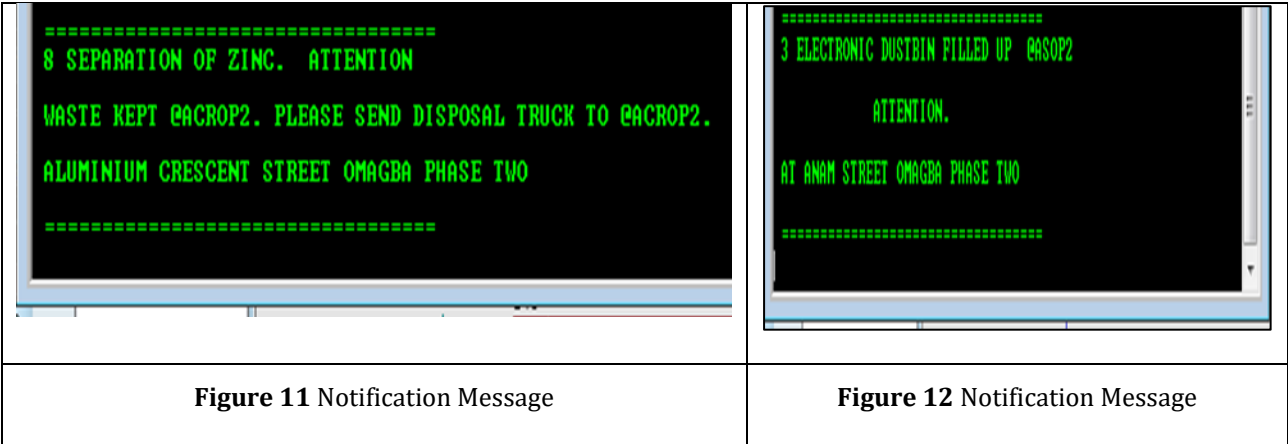 ==================================
8 SEPARATION OF ZINC.  ATTENTION
WASTE KEPT @ACROP2. PLEASE SEND DISPOSAL TRUCK TO @ACROP2.
ALUMINIUM CRESCENT STREET OMAGBA PHASE TWO
==================================
Figure 11 Notification Message
==================================
3 ELECTRONIC DUSTBIN FILLED UP  @ASOP2
ATTENTION.
AT ANAM STREET OMAGBA PHASE TWO
==================================
Figure 12 Notification Message